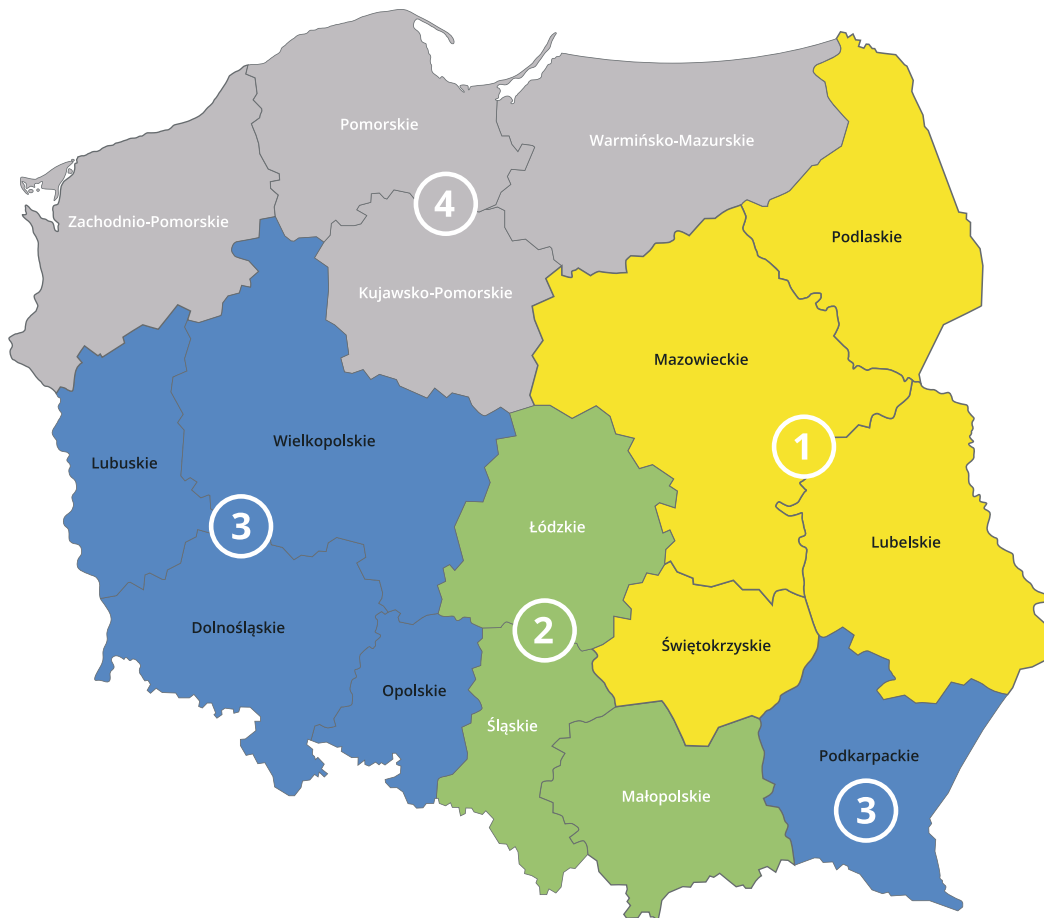 Pomorskie
Warmińsko-Mazurskie
4
Zachodnio-Pomorskie
Podlaskie
Kujawsko-Pomorskie
Mazowieckie
Wielkopolskie
1
Lubuskie
3
Łódzkie
Lubelskie
Dolnośląskie
2
Świętokrzyskie
Opolskie
Śląskie
Podkarpackie
Małopolskie
3